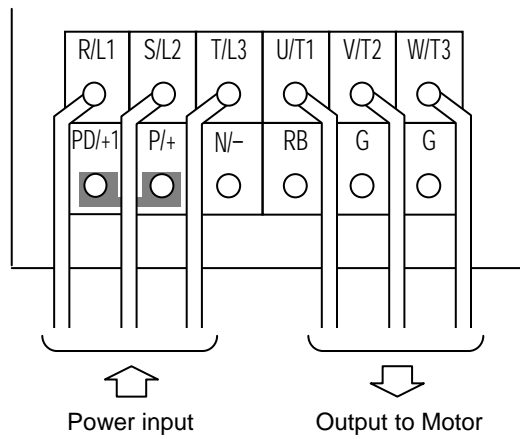 R/L1 S/L2 T/L3 U/T1 V/T2 W/T3
PD/+1 P/+ N/− RB G G
Power input Output to Motor